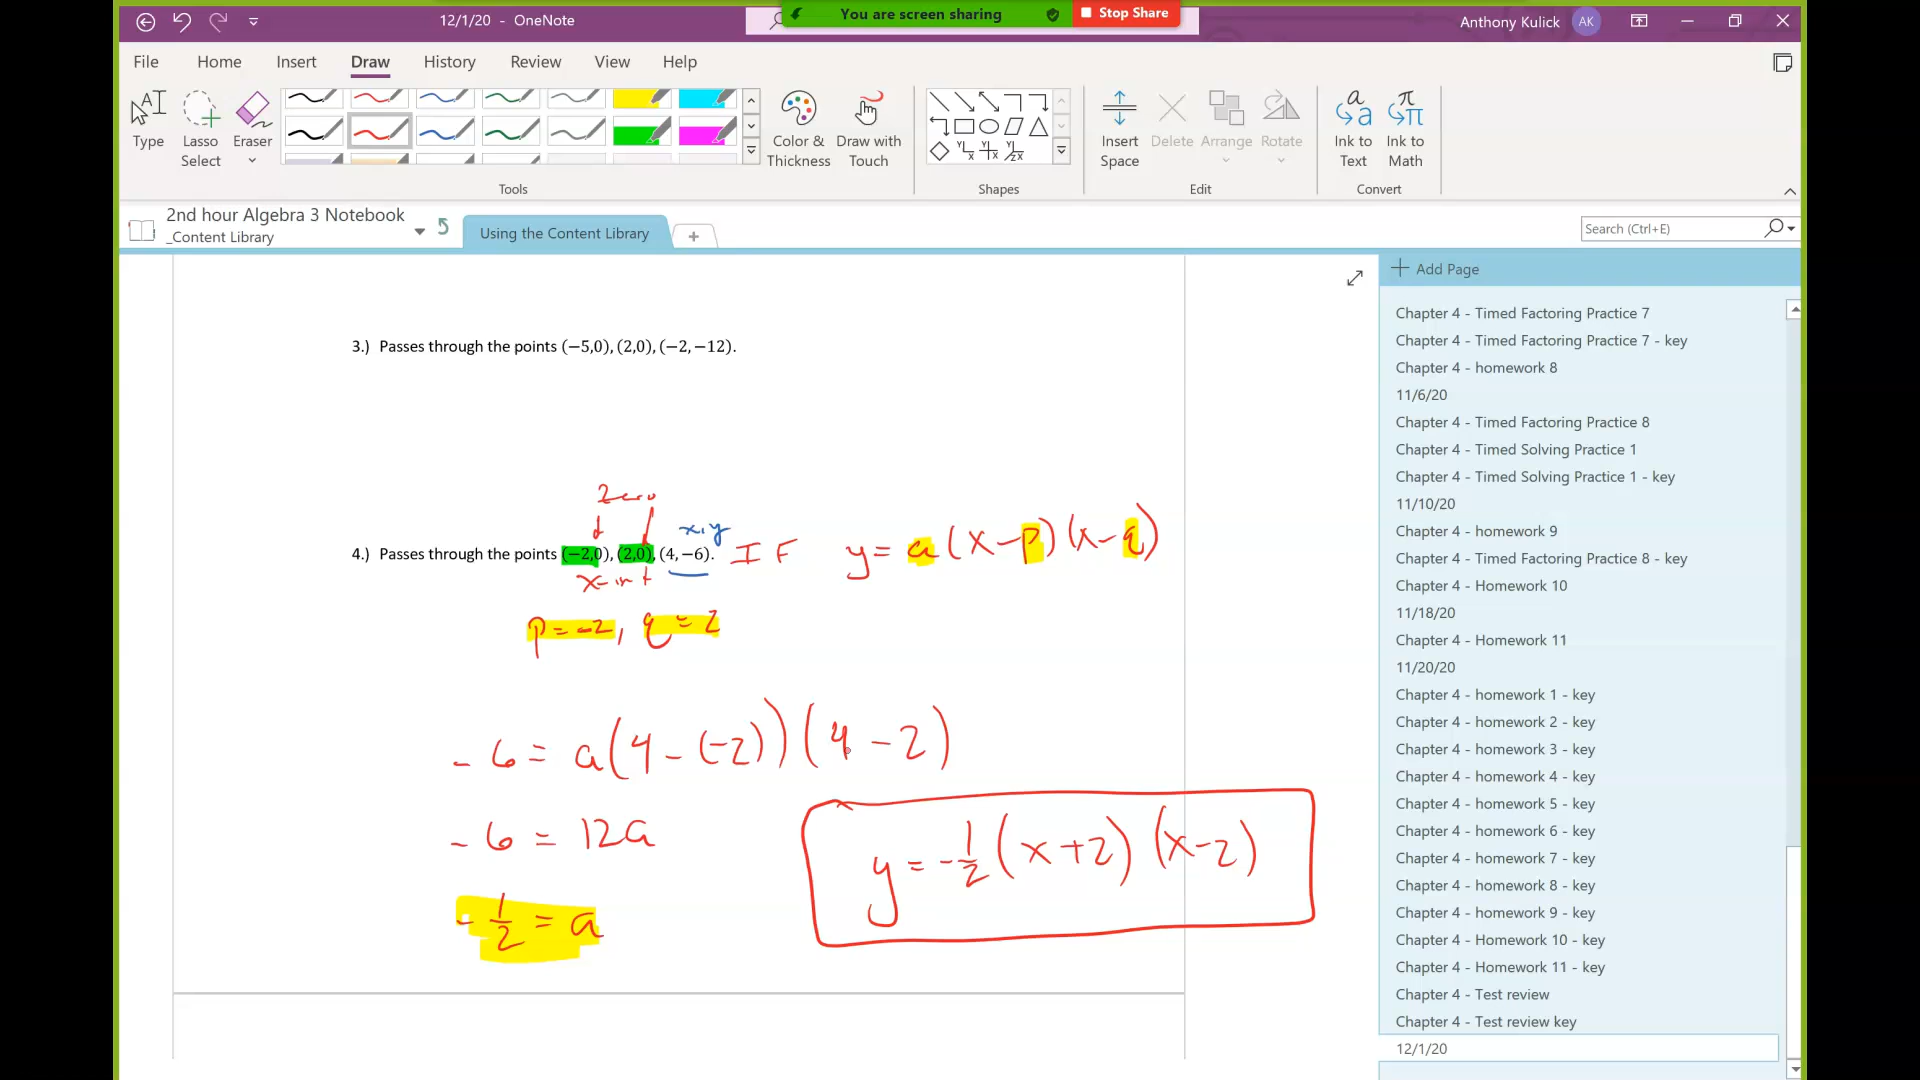 12/1/20 - OneNote
You are screen sharing
Stop Share
Anthony Kulick
AK
File Home Insert Draw History Review View Help
Type
Lasso Select
Eraser
Color & Thickness
Draw with Touch
Insert Space
Delete
Arrange
Rotate
Ink to Text
Ink to Math
Tools
Shapes
Edit
Convert
2nd hour Algebra 3 Notebook
_Content Library
Using the Content Library
+
Search (Ctrl+E)
3.) Passes through the points (−5,0), (2,0), (−2, −12).
zero
x, y
4.) Passes through the points (−2,0), (2,0), (4, −6). IF y = a(x-p)(x-q)
x-int
p = -2, q = 2
-6 = a(4-(-2))(4-2)
-6 = 12a
-1/2 = a
y = -1/2 (x+2)(x-2)
Add Page
Chapter 4 - Timed Factoring Practice 7
Chapter 4 - Timed Factoring Practice 7 - key
Chapter 4 - homework 8
11/6/20
Chapter 4 - Timed Factoring Practice 8
Chapter 4 - Timed Solving Practice 1
Chapter 4 - Timed Solving Practice 1 - key
11/10/20
Chapter 4 - homework 9
Chapter 4 - Timed Factoring Practice 8 - key
Chapter 4 - Homework 10
11/18/20
Chapter 4 - Homework 11
11/20/20
Chapter 4 - homework 1 - key
Chapter 4 - homework 2 - key
Chapter 4 - homework 3 - key
Chapter 4 - homework 4 - key
Chapter 4 - homework 5 - key
Chapter 4 - homework 6 - key
Chapter 4 - homework 7 - key
Chapter 4 - homework 8 - key
Chapter 4 - homework 9 - key
Chapter 4 - Homework 10 - key
Chapter 4 - Homework 11 - key
Chapter 4 - Test review
Chapter 4 - Test review key
12/1/20